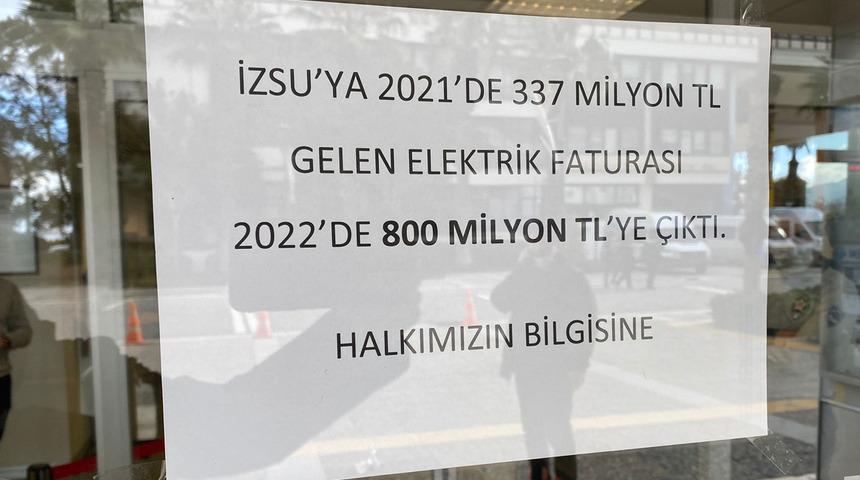 İZSU'YA 2021'DE 337 MİLYON TL
GELEN ELEKTRİK FATURASI
2022'DE 800 MİLYON TL'YE ÇIKTI.
HALKIMIZIN BİLGİSİNE